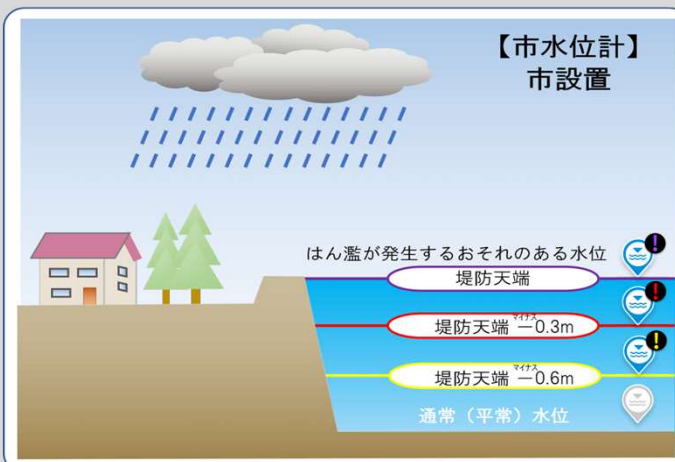 【市水位計】
市設置
はん濫が発生するおそれのある水位
堤防天端
堤防天端 －0.3m
マイナス
堤防天端 －0.6m
マイナス
通常（平常）水位